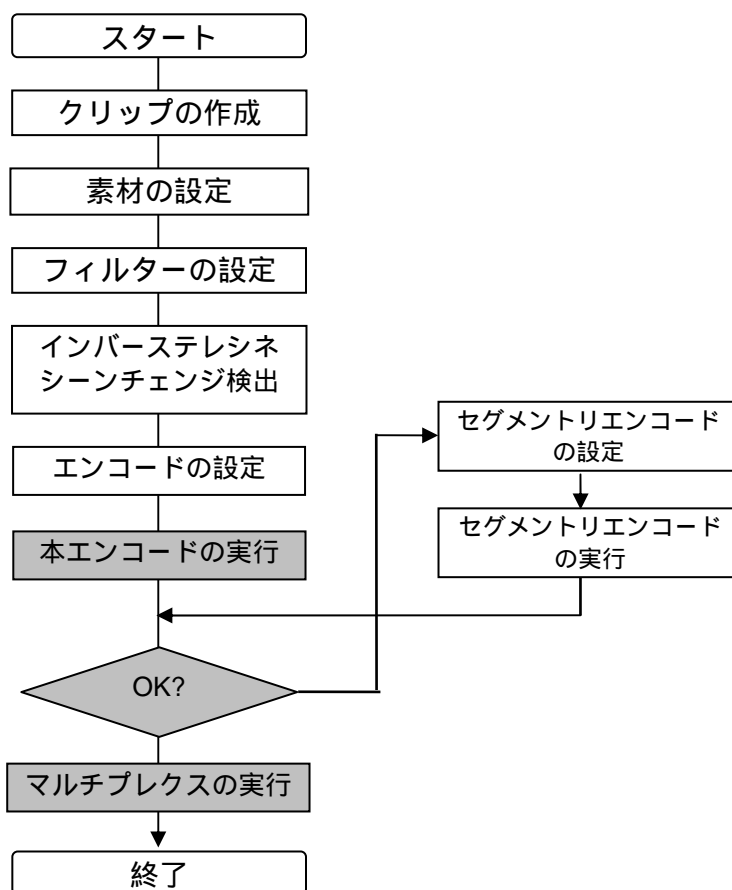 スタート
クリップの作成
素材の設定
フィルターの設定
インバーステレシネ
シーンチェンジ検出
エンコードの設定
本エンコードの実行
OK?
セグメントリエンコード
の設定
セグメントリエンコード
の実行
マルチプレクスの実行
終了